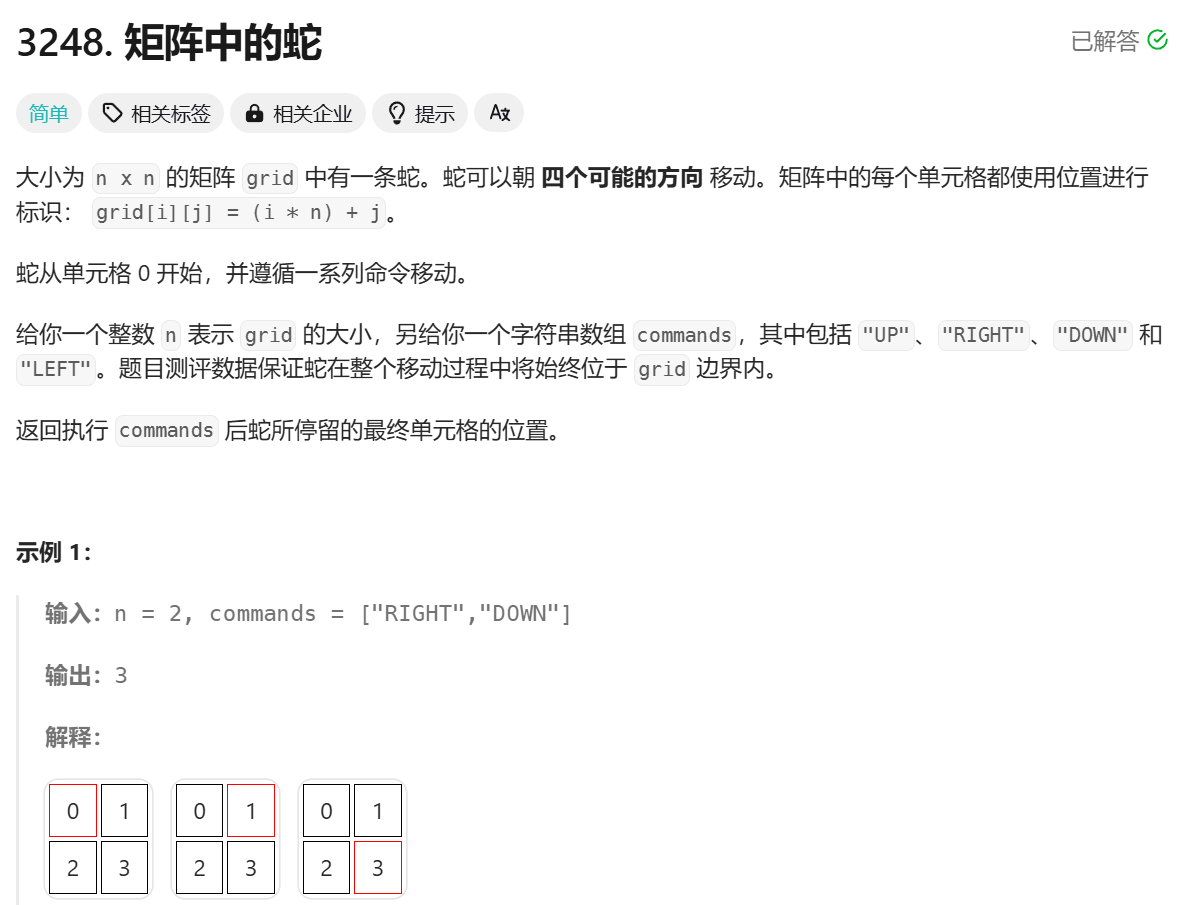 3248. 矩阵中的蛇
已解答
简单 相关标签 相关企业 提示 A文
大小为 n x n 的矩阵 grid 中有一条蛇。蛇可以朝 四个可能的方向 移动。矩阵中的每个单元格都使用位置进行
标识： grid[i][j] = (i * n) + j。
蛇从单元格 0 开始，并遵循一系列命令移动。
给你一个整数 n 表示 grid 的大小，另给你一个字符串数组 commands，其中包括 "UP"、"RIGHT"、"DOWN" 和
"LEFT"。题目测评数据保证蛇在整个移动过程中将始终位于 grid 边界内。
返回执行 commands 后蛇所停留的最终单元格的位置。
示例 1：
输入：n = 2, commands = ["RIGHT","DOWN"]
输出：3
解释：
0 1 0 1 0 1
2 3 2 3 2 3